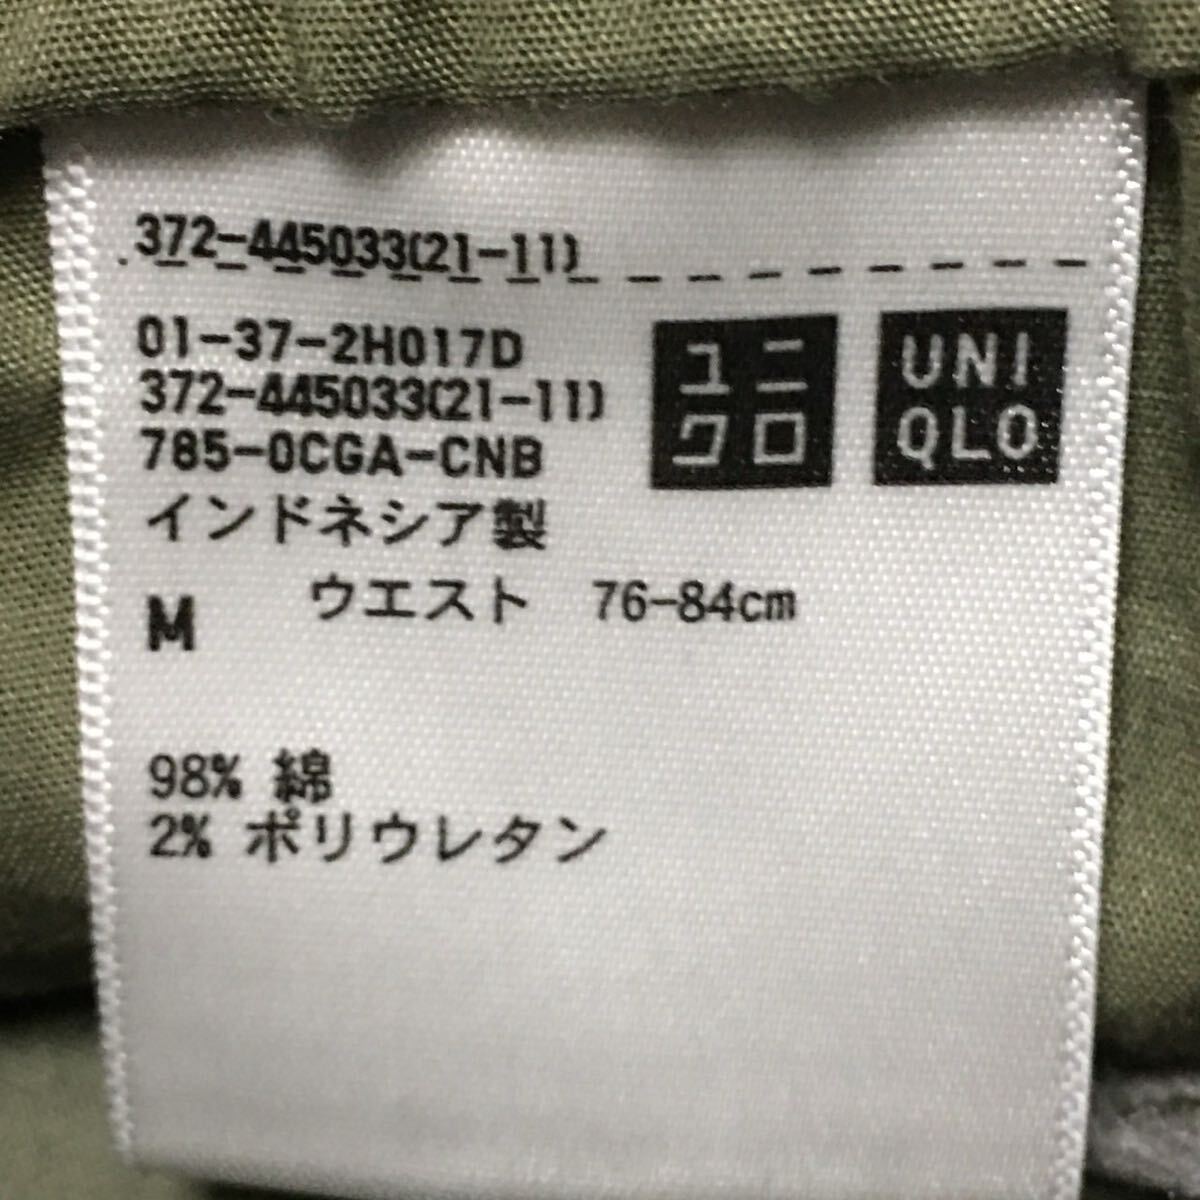 372-445033(21-11)
01-37-2H017D
372-445033(21-11)
785-0CGA-CNB
インドネシア製
M ウエスト 76-84cm
98% 綿
2% ポリウレタン
ユニ
クロ
UNI
QLO